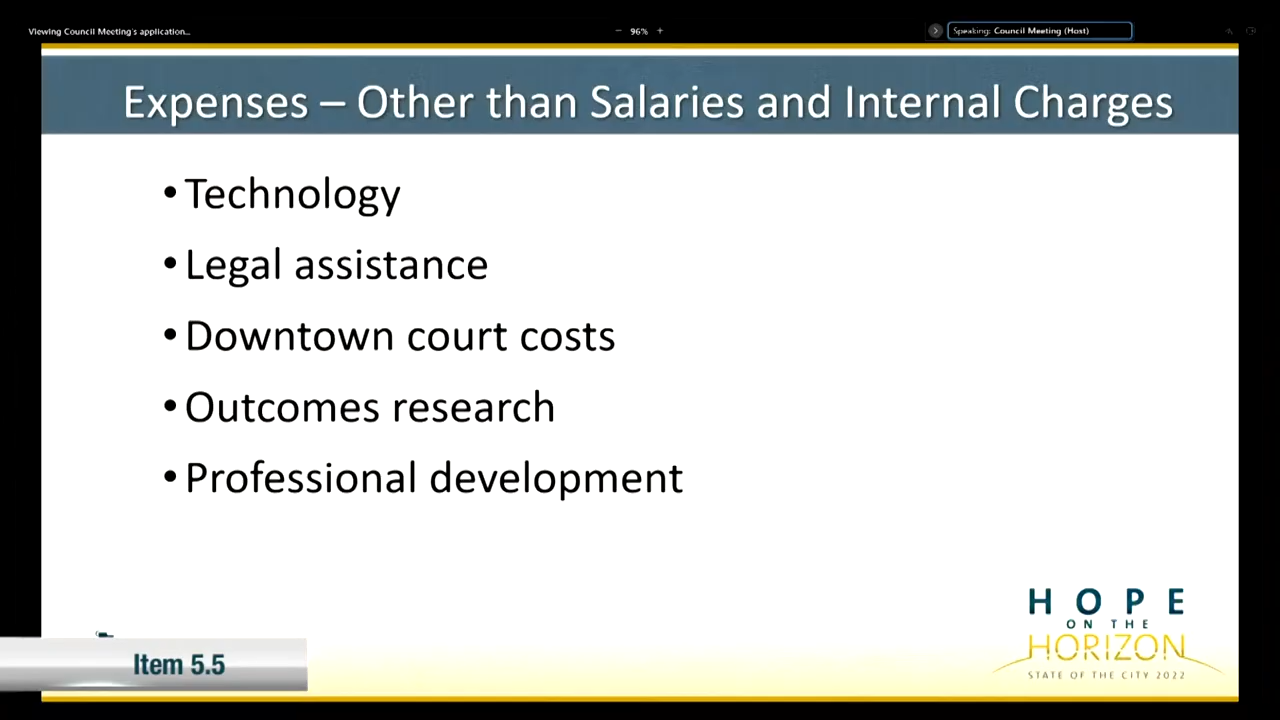 Viewing Council Meeting's application...
− 96% +
Speaking: Council Meeting (Host)
Expenses – Other than Salaries and Internal Charges
• Technology
• Legal assistance
• Downtown court costs
• Outcomes research
• Professional development
HOPE
ON THE
HORIZON
STATE OF THE CITY 2022
Item 5.5